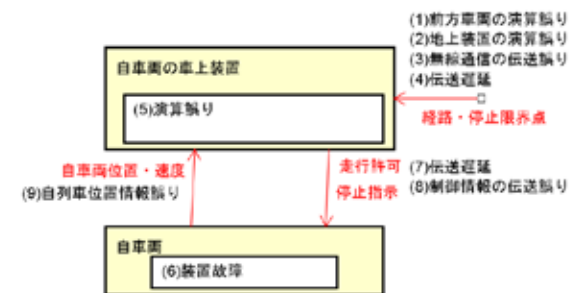 (1)前方車両の演算誤り
(2)地上装置の演算誤り
(3)無線通信の伝送誤り
(4)伝送遅延
自車両の車上装置
(5)演算誤り
経路・停止限界点
自車両位置・速度
(9)自列車位置情報誤り
走行許可
停止指示
(7)伝送遅延
(8)制御情報の伝送誤り
自車両
(6)装置故障